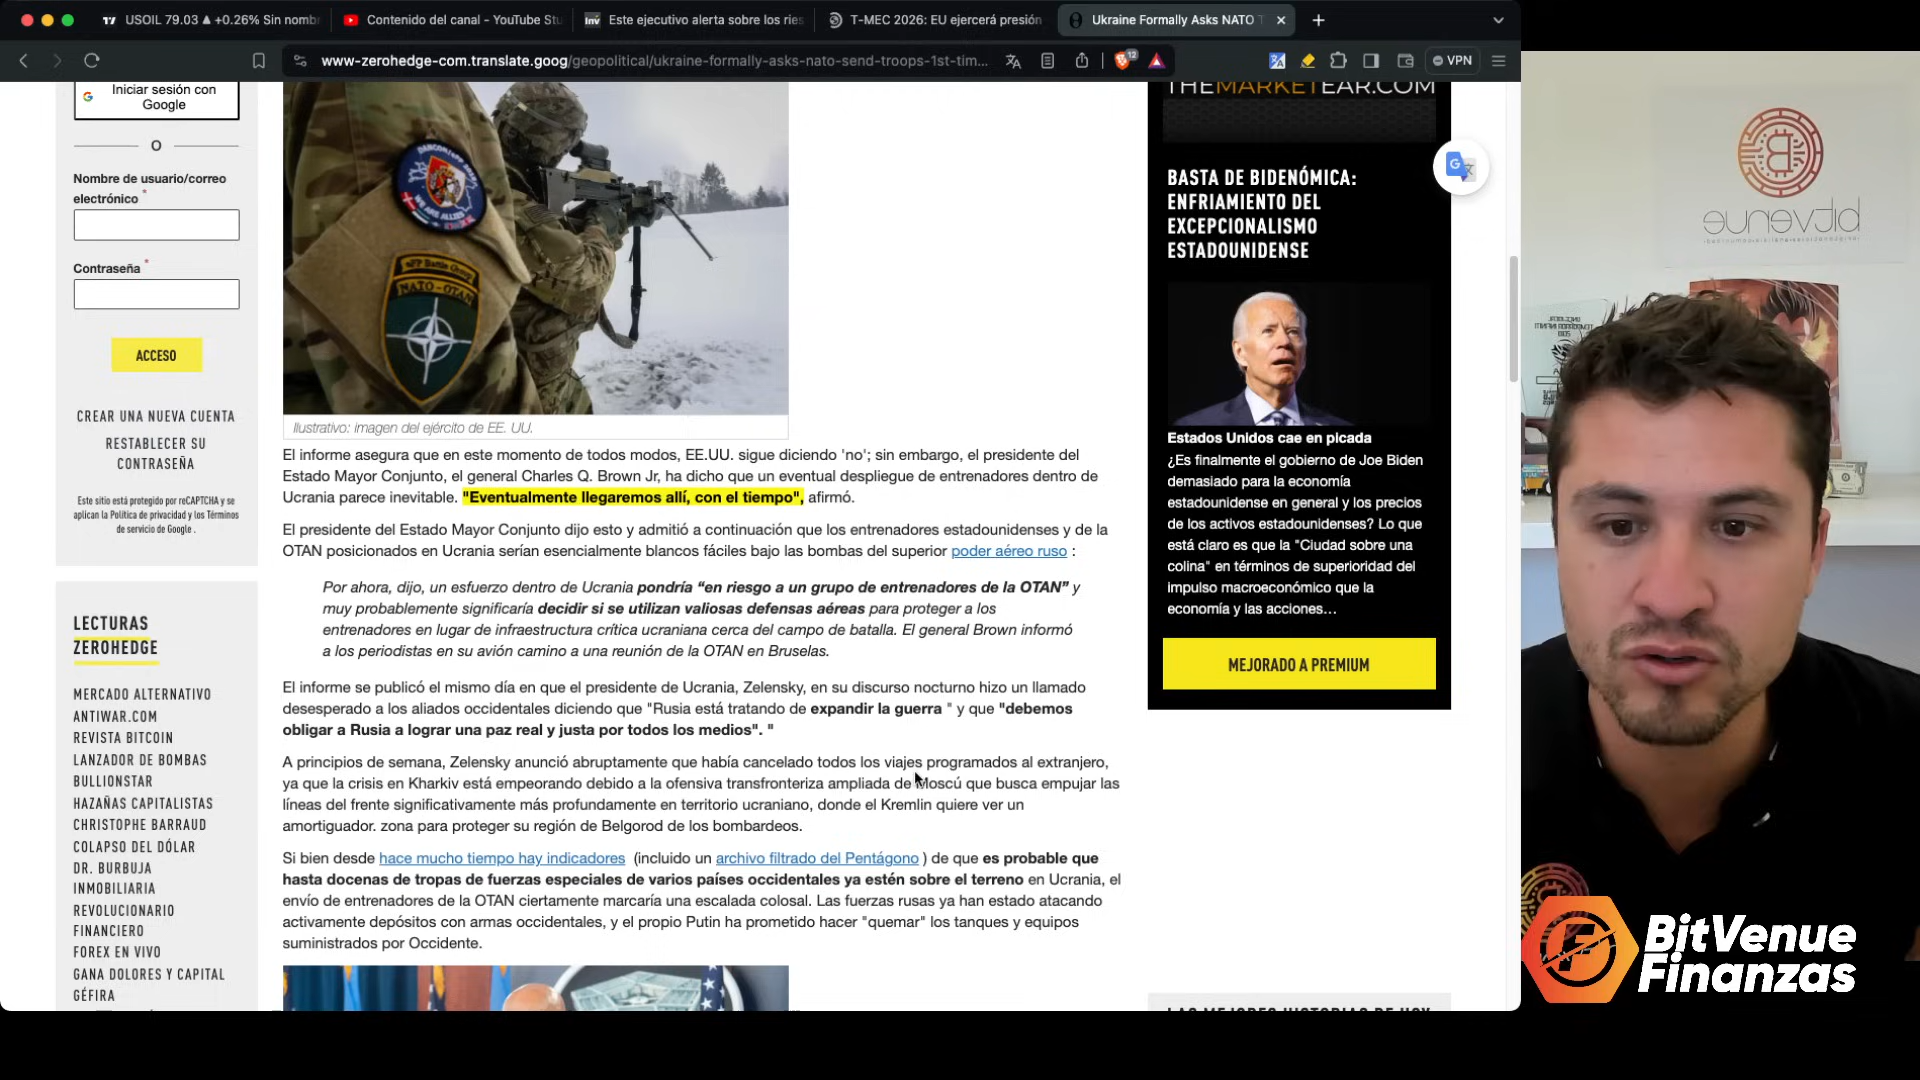 USOIL 79.03 ▲ +0.26% Sin nomb
Contenido del canal - YouTube Stu
Inv
Este ejecutivo alerta sobre los ries
T-MEC 2026: EU ejercerá presión
Ukraine Formally Asks NATO T
www-zerohedge-com.translate.goog/geopolitical/ukraine-formally-asks-nato-send-troops-1st-tim...
12
VPN
Iniciar sesión con
Google
O
Nombre de usuario/correo
electrónico *
Contraseña *
ACCESO
CREAR UNA NUEVA CUENTA
RESTABLECER SU
CONTRASEÑA
Este sitio está protegido por reCAPTCHA y se
aplican la Política de privacidad y los Términos
de servicio de Google .
LECTURAS
ZEROHEDGE
MERCADO ALTERNATIVO
ANTIWAR.COM
REVISTA BITCOIN
LANZADOR DE BOMBAS
BULLIONSTAR
HAZAÑAS CAPITALISTAS
CHRISTOPHE BARRAUD
COLAPSO DEL DÓLAR
DR. BURBUJA
INMOBILIARIA
REVOLUCIONARIO
FINANCIERO
FOREX EN VIVO
GANA DOLORES Y CAPITAL
GÉFIRA
WE ARE ALLIES
eFP Battle Group
NATO-OTAN
Ilustrativo: imagen del ejército de EE. UU.
El informe asegura que en este momento de todos modos, EE.UU. sigue diciendo 'no'; sin embargo, el presidente del
Estado Mayor Conjunto, el general Charles Q. Brown Jr, ha dicho que un eventual despliegue de entrenadores dentro de
Ucrania parece inevitable. "Eventualmente llegaremos allí, con el tiempo", afirmó.
El presidente del Estado Mayor Conjunto dijo esto y admitió a continuación que los entrenadores estadounidenses y de la
OTAN posicionados en Ucrania serían esencialmente blancos fáciles bajo las bombas del superior poder aéreo ruso :
Por ahora, dijo, un esfuerzo dentro de Ucrania pondría “en riesgo a un grupo de entrenadores de la OTAN” y
muy probablemente significaría decidir si se utilizan valiosas defensas aéreas para proteger a los
entrenadores en lugar de infraestructura crítica ucraniana cerca del campo de batalla. El general Brown informó
a los periodistas en su avión camino a una reunión de la OTAN en Bruselas.
El informe se publicó el mismo día en que el presidente de Ucrania, Zelensky, en su discurso nocturno hizo un llamado
desesperado a los aliados occidentales diciendo que "Rusia está tratando de expandir la guerra " y que "debemos
obligar a Rusia a lograr una paz real y justa por todos los medios". "
A principios de semana, Zelensky anunció abruptamente que había cancelado todos los viajes programados al extranjero,
ya que la crisis en Kharkiv está empeorando debido a la ofensiva transfronteriza ampliada de Moscú que busca empujar las
líneas del frente significativamente más profundamente en territorio ucraniano, donde el Kremlin quiere ver un
amortiguador. zona para proteger su región de Belgorod de los bombardeos.
Si bien desde hace mucho tiempo hay indicadores (incluido un archivo filtrado del Pentágono ) de que es probable que
hasta docenas de tropas de fuerzas especiales de varios países occidentales ya estén sobre el terreno en Ucrania, el
envío de entrenadores de la OTAN ciertamente marcaría una escalada colosal. Las fuerzas rusas ya han estado atacando
activamente depósitos con armas occidentales, y el propio Putin ha prometido hacer "quemar" los tanques y equipos
suministrados por Occidente.
THEMARKETEAR.COM
BASTA DE BIDENÓMICA:
ENFRIAMIENTO DEL
EXCEPCIONALISMO
ESTADOUNIDENSE
Estados Unidos cae en picada
¿Es finalmente el gobierno de Joe Biden
demasiado para la economía
estadounidense en general y los precios
de los activos estadounidenses? Lo que
está claro es que la "Ciudad sobre una
colina" en términos de superioridad del
impulso macroeconómico que la
economía y las acciones...
MEJORADO A PREMIUM
LAS MEJORES HISTORIAS DE HOY
bitvenue
BitVenue
Finanzas